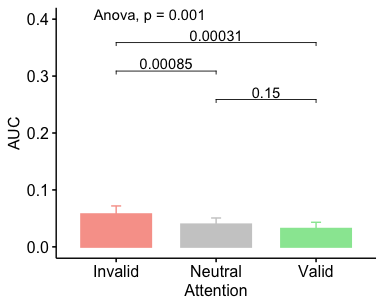 Anova, p = 0.001
0.00031
0.00085
0.15
0.4
0.3
0.2
0.1
0.0
AUC
Invalid Neutral Valid
Attention